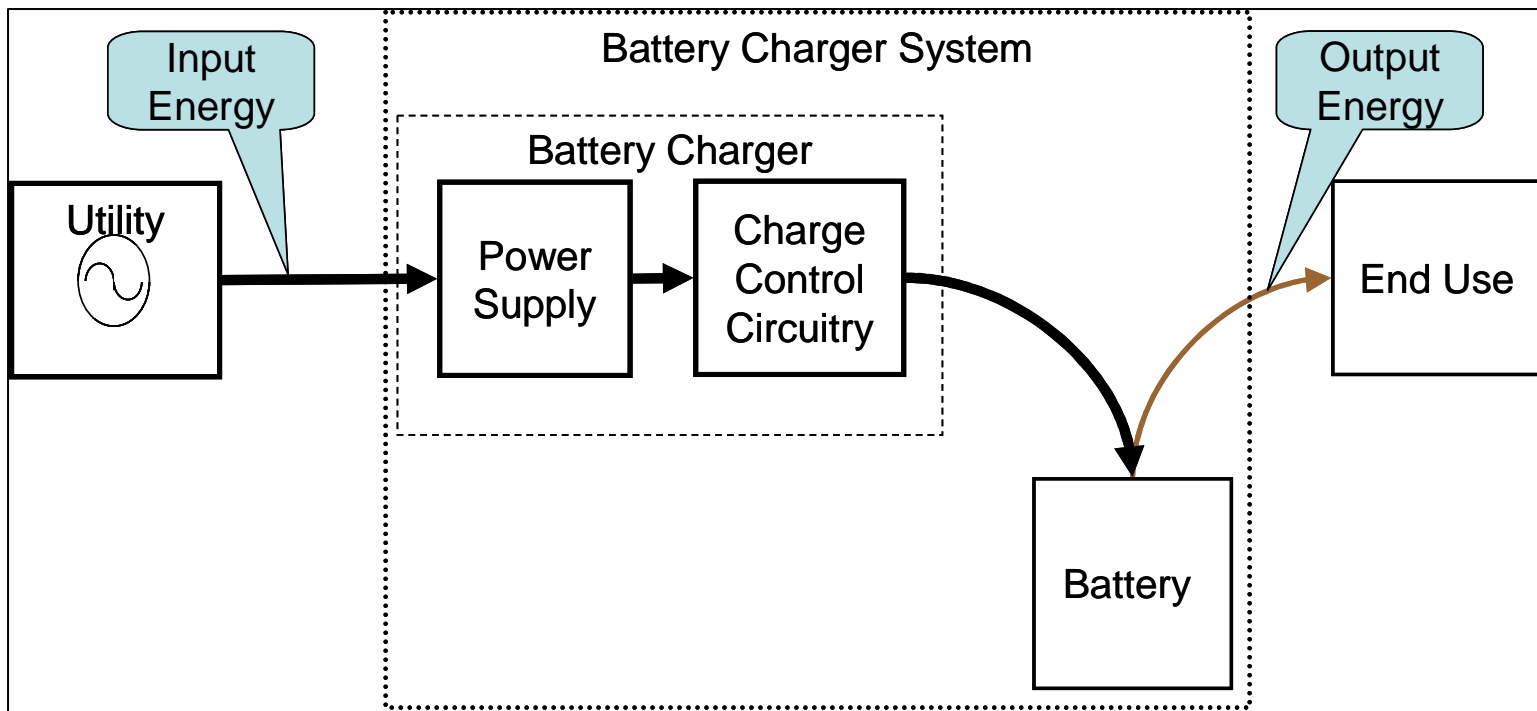 Input
Energy
Battery Charger System
Output
Energy
Battery Charger
Utility
Power
Supply
Charge
Control
Circuitry
End Use
Battery